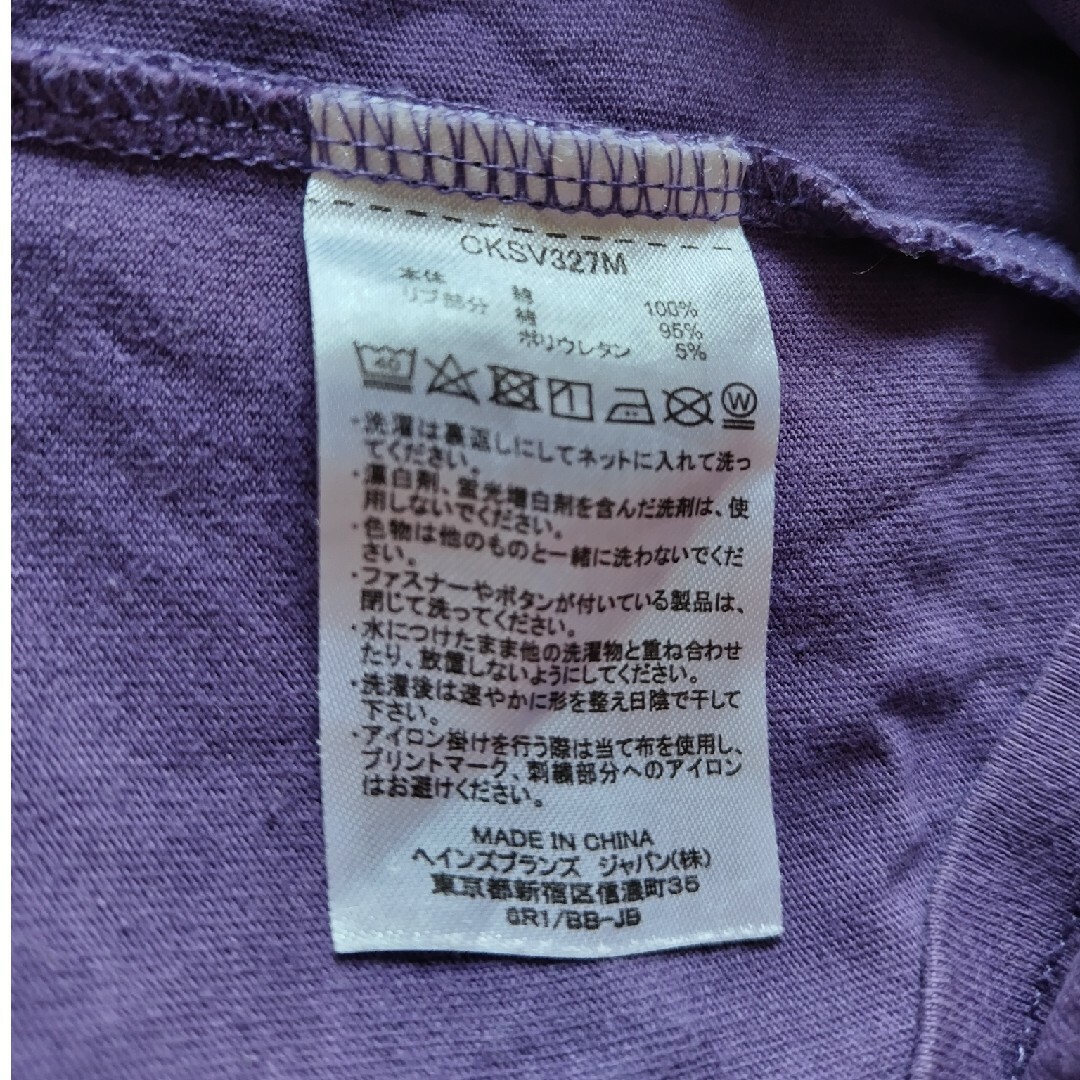 CKSV327M
本体 綿 100%
リブ部分 綿 95%
ポリウレタン 5%
40
W
・洗濯は裏返しにしてネットに入れて洗っ
てください。
・漂白剤、蛍光増白剤を含んだ洗剤は、使
用しないでください。
・色物は他のものと一緒に洗わないでくだ
さい。
・ファスナーやボタンが付いている製品は、
閉じて洗ってください。
・水につけたまま他の洗濯物と重ね合わせ
たり、放置しないようにしてください。
・洗濯後は速やかに形を整え日陰で干して
下さい。
・アイロン掛けを行う際は当て布を使用し、
プリントマーク、刺繍部分へのアイロン
はお避けください。
MADE IN CHINA
ヘインズブランズ ジャパン(株)
東京都新宿区信濃町35
6R1/BB-JB